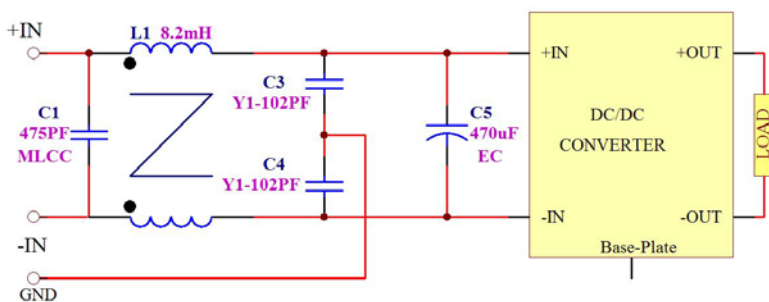 +IN
L1 8.2mH
C1
475PF
MLCC
C3
Y1-102PF
C4
Y1-102PF
C5
470uF
EC
+IN
+OUT
DC/DC
CONVERTER
LOAD
-IN
-OUT
Base-Plate
-IN
GND